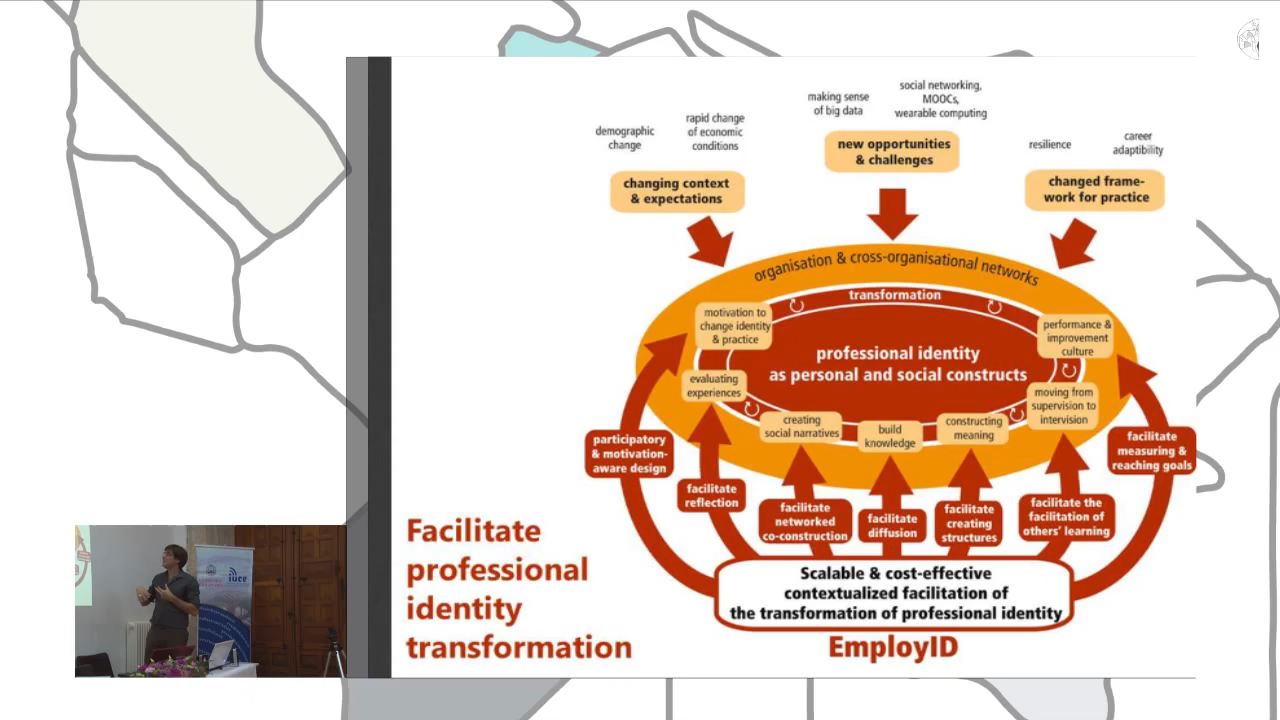 making sense
of big data
social networking,
MOOCs,
wearable computing
demographic
change
rapid change
of economic
conditions
resilience
career
adaptibility
new opportunities
& challenges
changing context
& expectations
changed frame-
work for practice
organisation & cross-organisational networks
transformation
motivation to
change identity
& practice
performance &
improvement
culture
professional identity
as personal and social constructs
evaluating
experiences
moving from
supervision to
intervision
creating
social narratives
build
knowledge
constructing
meaning
participatory
& motivation-
aware design
facilitate
measuring &
reaching goals
facilitate
reflection
facilitate
networked
co-construction
facilitate
diffusion
facilitate
creating
structures
facilitate the
facilitation of
others' learning
Facilitate
professional
identity
transformation
Scalable & cost-effective
contextualized facilitation of
the transformation of professional identity
EmployID
iuce